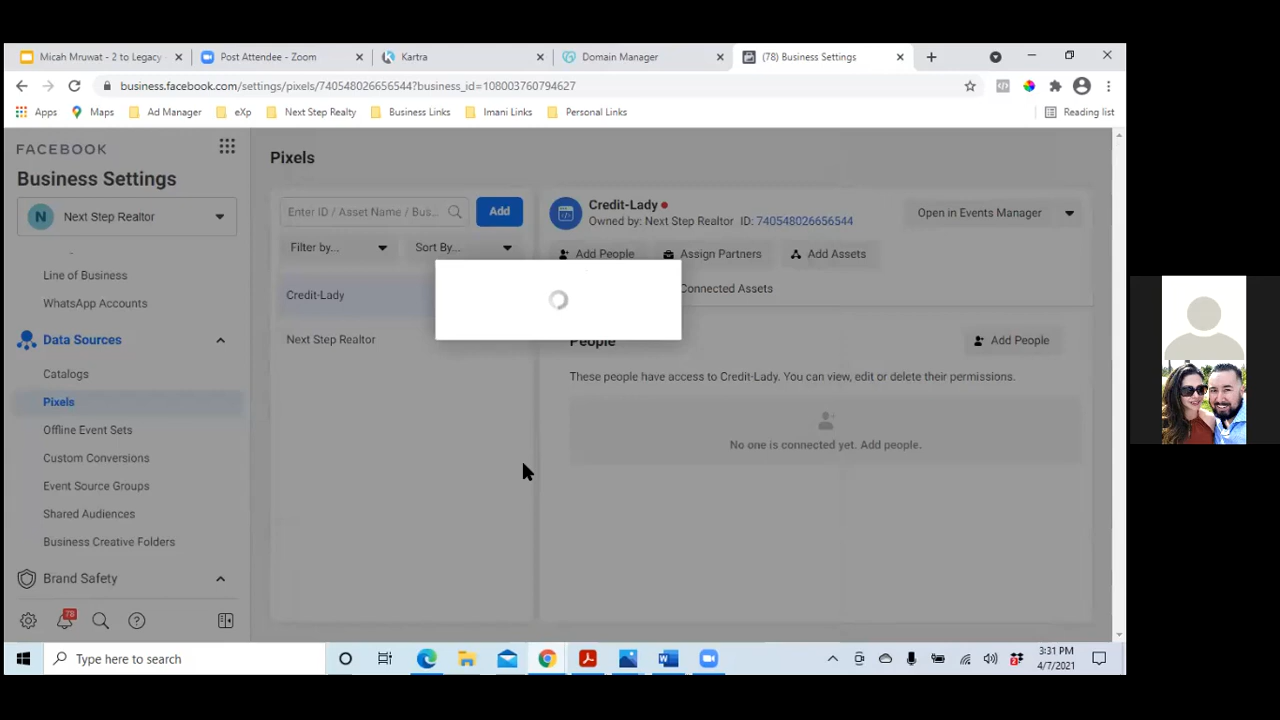 Micah Mruwat - 2 to Legacy
Post Attendee - Zoom
Kartra
Domain Manager
(78) Business Settings
business.facebook.com/settings/pixels/740548026656544?business_id=108003760794627
Apps
Maps
Ad Manager
eXp
Next Step Realty
Business Links
Imani Links
Personal Links
Reading list
FACEBOOK
Business Settings
N
Next Step Realtor
Line of Business
WhatsApp Accounts
Data Sources
Catalogs
Pixels
Offline Event Sets
Custom Conversions
Event Source Groups
Shared Audiences
Business Creative Folders
Brand Safety
78
Pixels
Enter ID / Asset Name / Bus...
Add
Filter by...
Sort By...
Credit-Lady
Next Step Realtor
Credit-Lady
Owned by: Next Step Realtor ID: 740548026656544
Open in Events Manager
Add People
Assign Partners
Add Assets
Connected Assets
People
Add People
These people have access to Credit-Lady. You can view, edit or delete their permissions.
No one is connected yet. Add people.
Type here to search
3:31 PM
4/7/2021